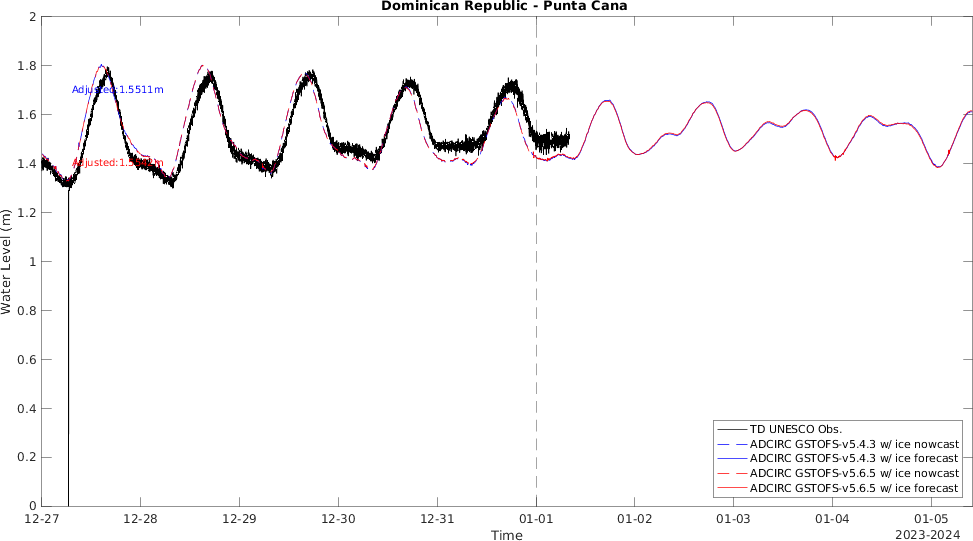 Dominican Republic - Punta Cana
2
1.8
1.6
1.4
1.2
1
0.8
0.6
0.4
0.2
0
Water Level (m)
Adjusted:1.5511m
TD UNESCO Obs.
ADCIRC GSTOFS-v5.4.3 w/ ice nowcast
ADCIRC GSTOFS-v5.4.3 w/ ice forecast
ADCIRC GSTOFS-v5.6.5 w/ ice nowcast
ADCIRC GSTOFS-v5.6.5 w/ ice forecast
12-27
12-28
12-29
12-30
12-31
01-01
01-02
01-03
01-04
01-05
Time
2023-2024